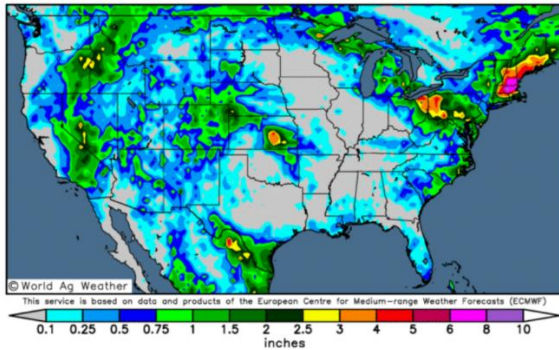 © World Ag Weather
This service is based on data and products of the European Centre for Medium-range Weather Forecasts (ECMWF)
0.1 0.25 0.5 0.75 1 1.5 2 2.5 3 4 5 6 8 10
inches